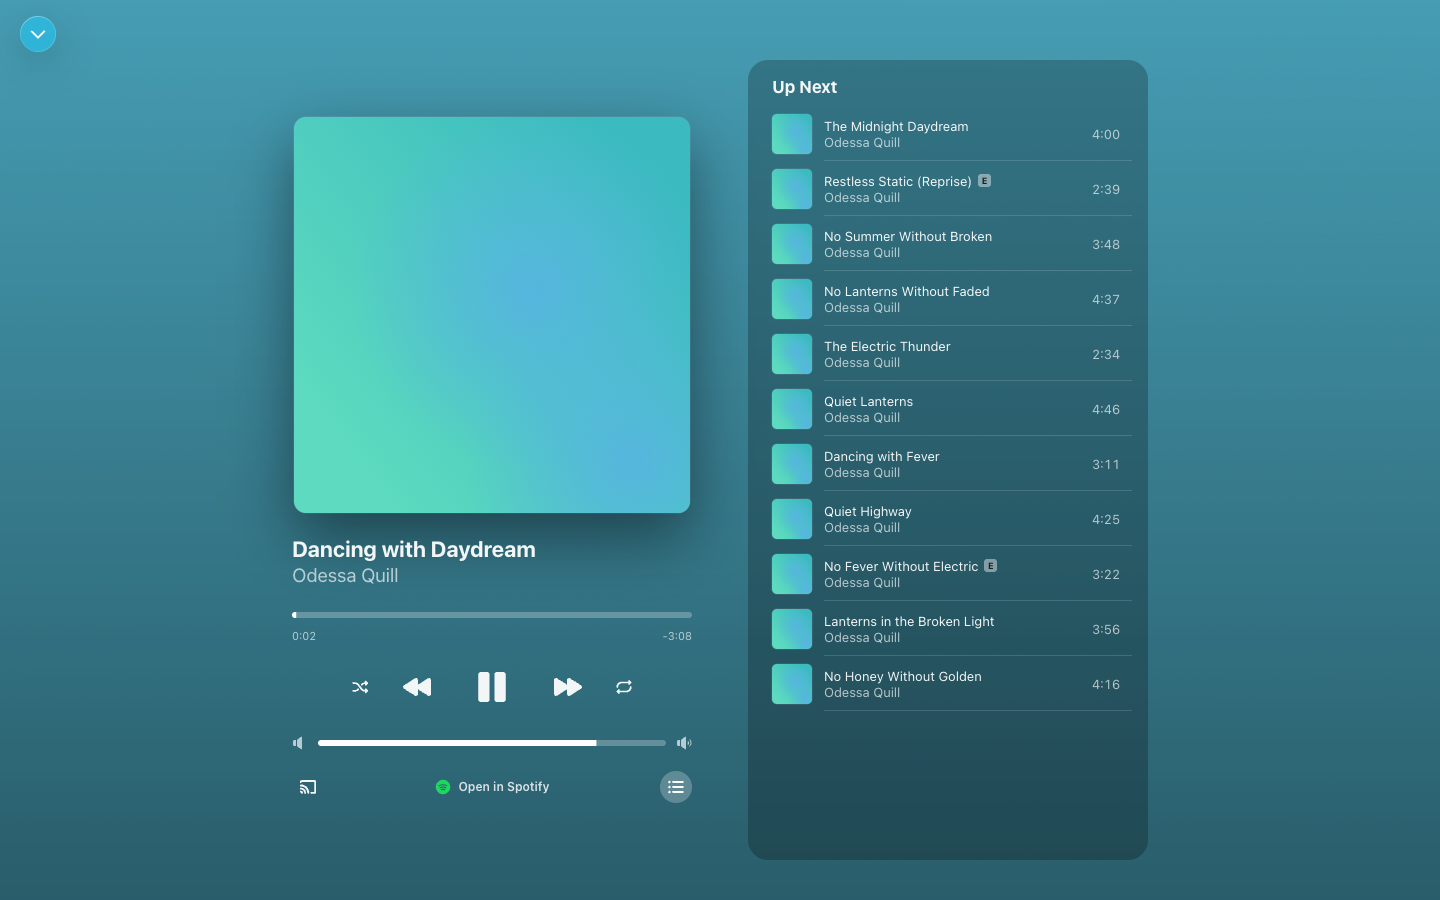 Up Next
The Midnight Daydream
Odessa Quill
4:00
Restless Static (Reprise) E
Odessa Quill
2:39
No Summer Without Broken
Odessa Quill
3:48
No Lanterns Without Faded
Odessa Quill
4:37
The Electric Thunder
Odessa Quill
2:34
Quiet Lanterns
Odessa Quill
4:46
Dancing with Fever
Odessa Quill
3:11
Quiet Highway
Odessa Quill
4:25
No Fever Without Electric E
Odessa Quill
3:22
Lanterns in the Broken Light
Odessa Quill
3:56
No Honey Without Golden
Odessa Quill
4:16
Dancing with Daydream
Odessa Quill
0:02
-3:08
Open in Spotify